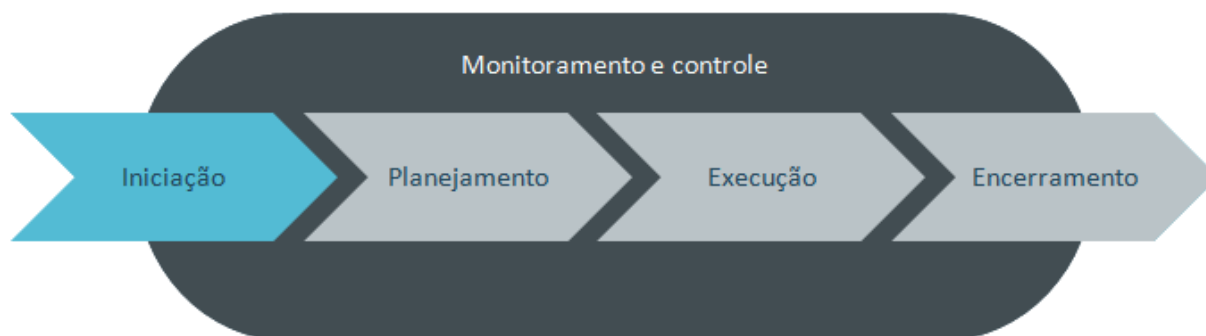 Monitoramento e controle
Iniciação
Planejamento
Execução
Encerramento